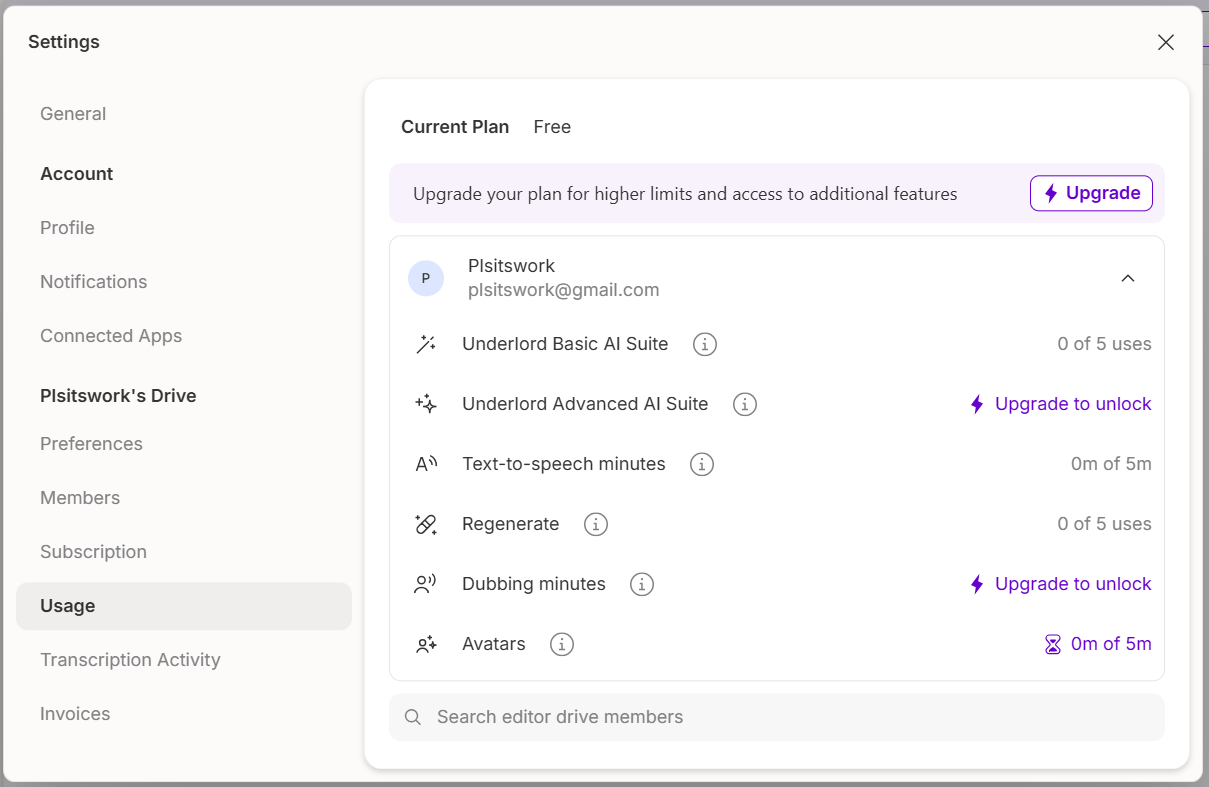 Settings
General
Account
Profile
Notifications
Connected Apps
Plsitswork's Drive
Preferences
Members
Subscription
Usage
Transcription Activity
Invoices
Current Plan Free
Upgrade your plan for higher limits and access to additional features Upgrade
P
Plsitswork
plsitswork@gmail.com
Underlord Basic AI Suite 0 of 5 uses
Underlord Advanced AI Suite Upgrade to unlock
Text-to-speech minutes 0m of 5m
Regenerate 0 of 5 uses
Dubbing minutes Upgrade to unlock
Avatars 0m of 5m
Search editor drive members